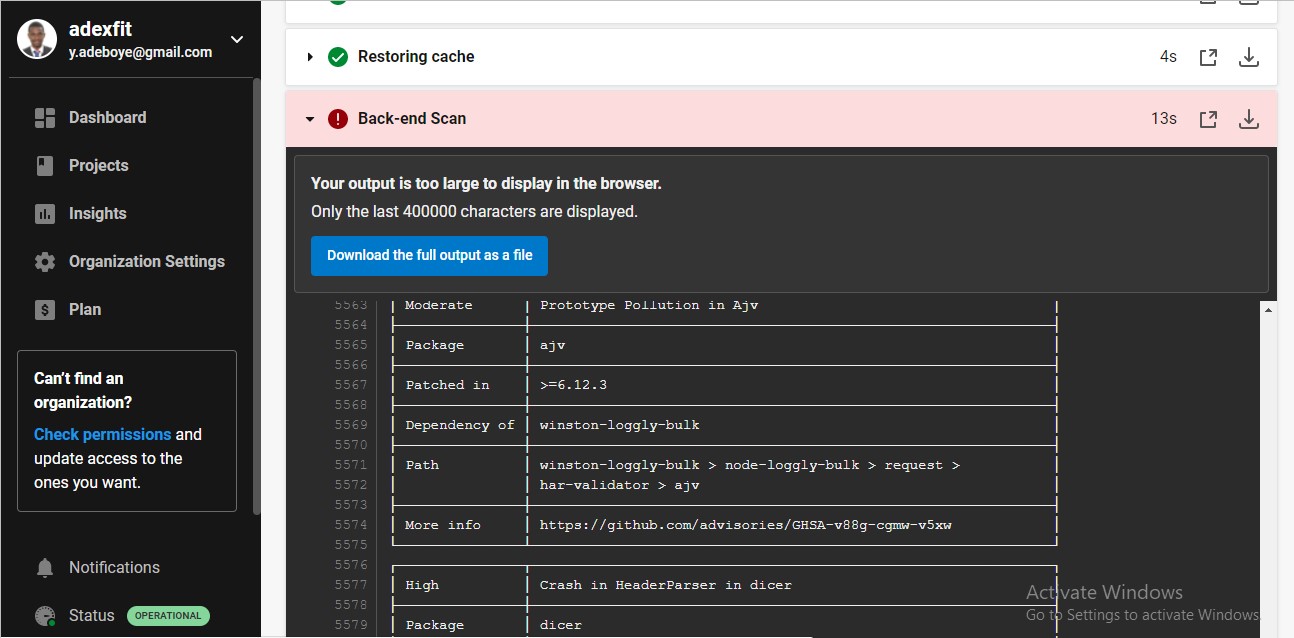 adexfit
y.adeboye@gmail.com
Dashboard
Projects
Insights
Organization Settings
Plan
Can't find an
organization?
Check permissions and
update access to the
ones you want.
Notifications
Status OPERATIONAL
Restoring cache 4s
Back-end Scan 13s
Your output is too large to display in the browser.
Only the last 400000 characters are displayed.
Download the full output as a file
5563 Moderate Prototype Pollution in Ajv
5564
5565 Package ajv
5566
5567 Patched in >=6.12.3
5568
5569 Dependency of winston-loggly-bulk
5570
5571 Path winston-loggly-bulk > node-loggly-bulk > request >
5572 har-validator > ajv
5573
5574 More info https://github.com/advisories/GHSA-v88g-cgmw-v5xw
5575
5576
5577 High Crash in HeaderParser in dicer
5578
5579 Package dicer
Activate Windows
Go to Settings to activate Windows.